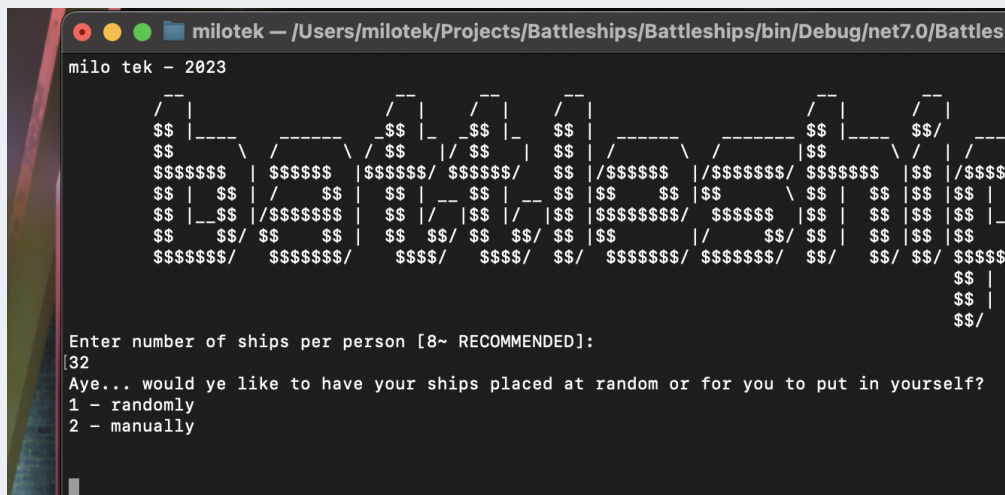 milotek — /Users/milotek/Projects/Battleships/Battleships/bin/Debug/net7.0/Battles
milo tek - 2023
battleship
Enter number of ships per person [8~ RECOMMENDED]:
32
Aye... would ye like to have your ships placed at random or for you to put in yourself?
1 - randomly
2 - manually